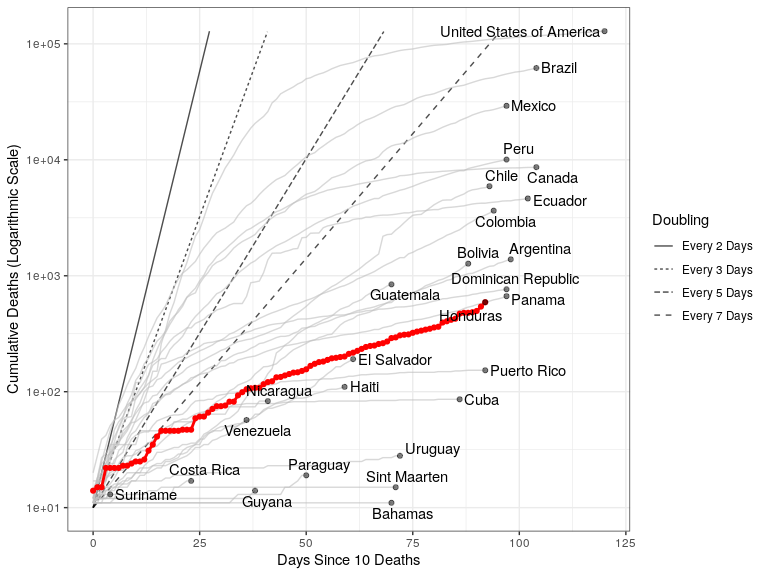 United States of America
1e+05
Brazil
Mexico
Peru
1e+04
Chile
Canada
Ecuador
Colombia
Bolivia
Argentina
1e+03
Dominican Republic
Guatemala
Panama
Honduras
El Salvador
Puerto Rico
Haiti
1e+02
Nicaragua
Cuba
Venezuela
Uruguay
Costa Rica
Paraguay
Sint Maarten
Suriname
Guyana
1e+01
Bahamas
0
25
50
75
100
125
Days Since 10 Deaths
Cumulative Deaths (Logarithmic Scale)
Doubling
Every 2 Days
Every 3 Days
Every 5 Days
Every 7 Days